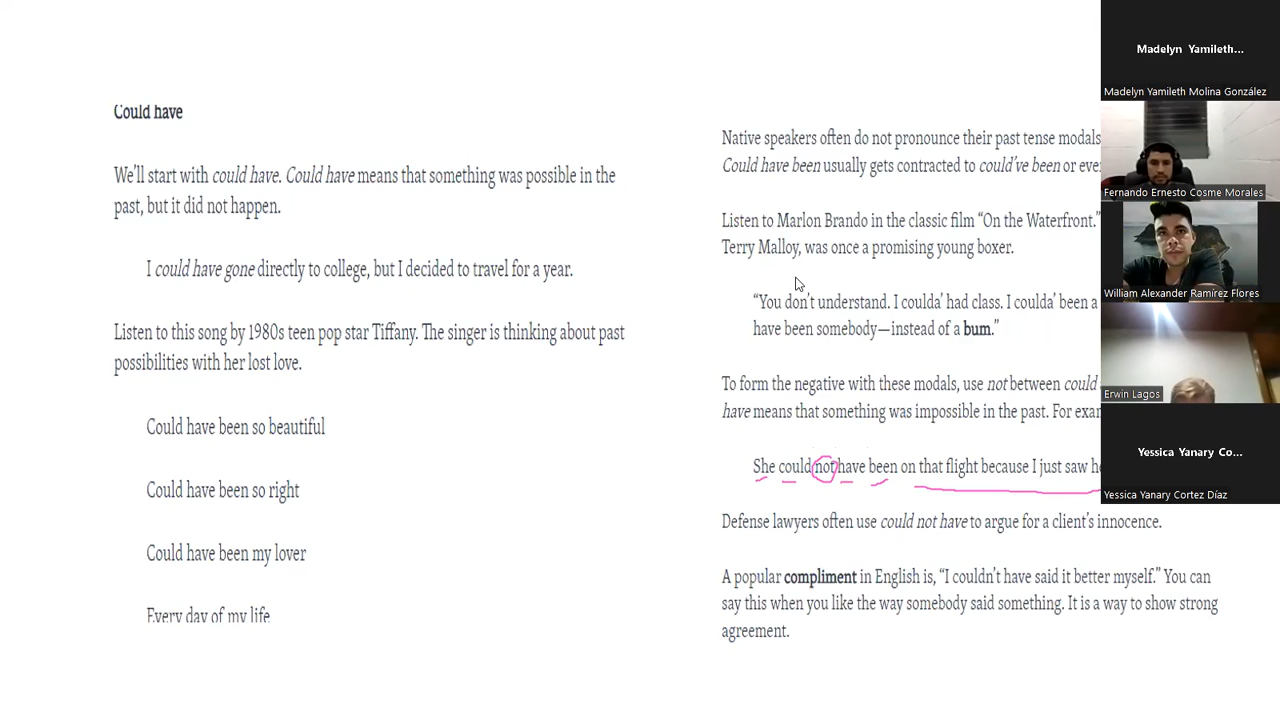 Could have
We'll start with could have. Could have means that something was possible in the
past, but it did not happen.
I could have gone directly to college, but I decided to travel for a year.
Listen to this song by 1980s teen pop star Tiffany. The singer is thinking about past
possibilities with her lost love.
Could have been so beautiful
Could have been so right
Could have been my lover
Every day of my life
Native speakers often do not pronounce their past tense modals
Could have been usually gets contracted to could've been or
Listen to Marlon Brando in the classic film “On the Waterfront.”
Terry Malloy, was once a promising young boxer.
“You don't understand. I coulda' had class. I coulda' been a
have been somebody—instead of a bum.”
To form the negative with these modals, use not between could
have means that something was impossible in the past. For
She could not have been on that flight because I just saw
Defense lawyers often use could not have to argue for a client's innocence.
A popular compliment in English is, “I couldn't have said it better myself.” You can
say this when you like the way somebody said something. It is a way to show strong
agreement.
Madelyn Yamileth...
Madelyn Yamileth Molina González
Fernando Ernesto Cosme Morales
William Alexander Ramírez Flores
Erwin Lagos
Yessica Yanary Co...
Yessica Yanary Cortez Díaz